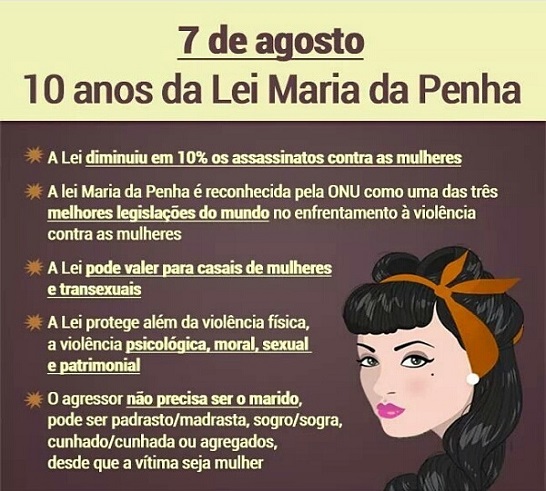 7 de agosto
10 anos da Lei Maria da Penha
A Lei diminuiu em 10% os assassinatos contra as mulheres
A lei Maria da Penha é reconhecida pela ONU como uma das três
melhores legislações do mundo no enfrentamento à violência
contra as mulheres
A Lei pode valer para casais de mulheres
e transexuais
A Lei protege além da violência física,
a violência psicológica, moral, sexual
e patrimonial
O agressor não precisa ser o marido,
pode ser padrasto/madrasta, sogro/sogra,
cunhado/cunhada ou agregados,
desde que a vítima seja mulher